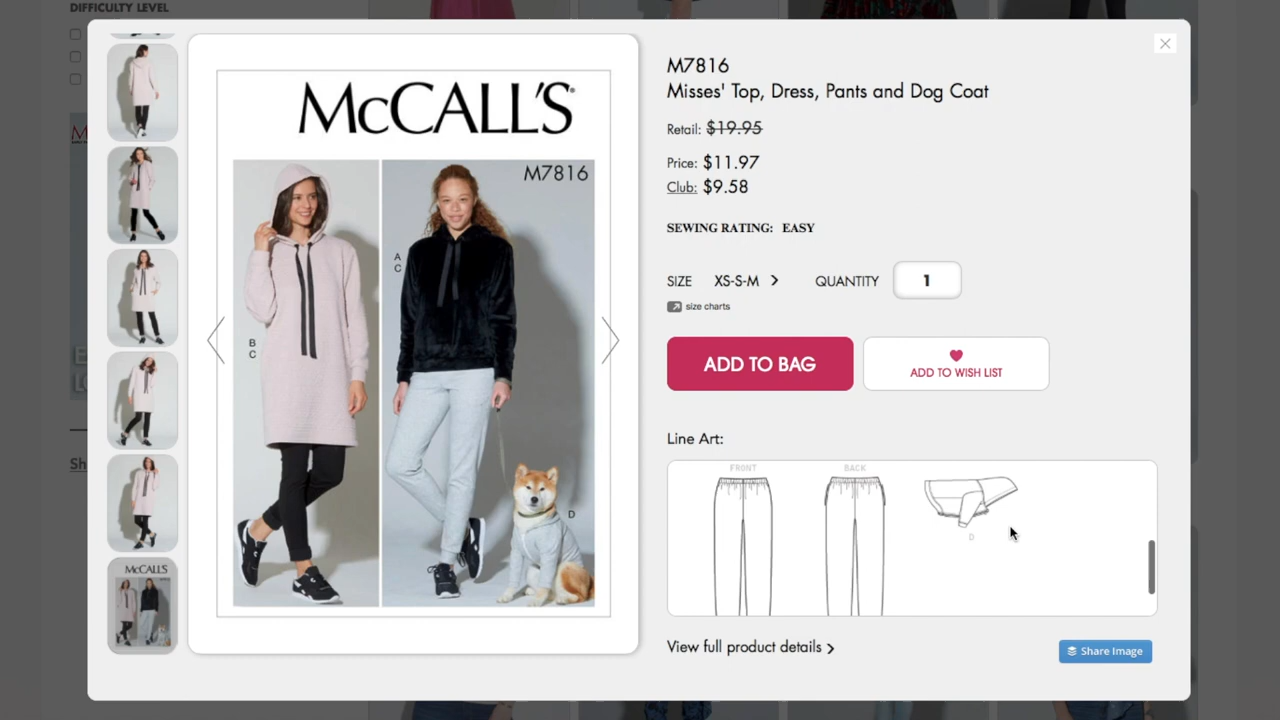 DIFFICULTY LEVEL
McCALL'S®
M7816
A
C
B
C
D
McCALL'S
M7816
Misses' Top, Dress, Pants and Dog Coat
Retail: $19.95
Price: $11.97
Club: $9.58
SEWING RATING: EASY
SIZE XS-S-M > QUANTITY 1
size charts
ADD TO BAG
ADD TO WISH LIST
Line Art:
FRONT BACK
D
View full product details >
Share Image